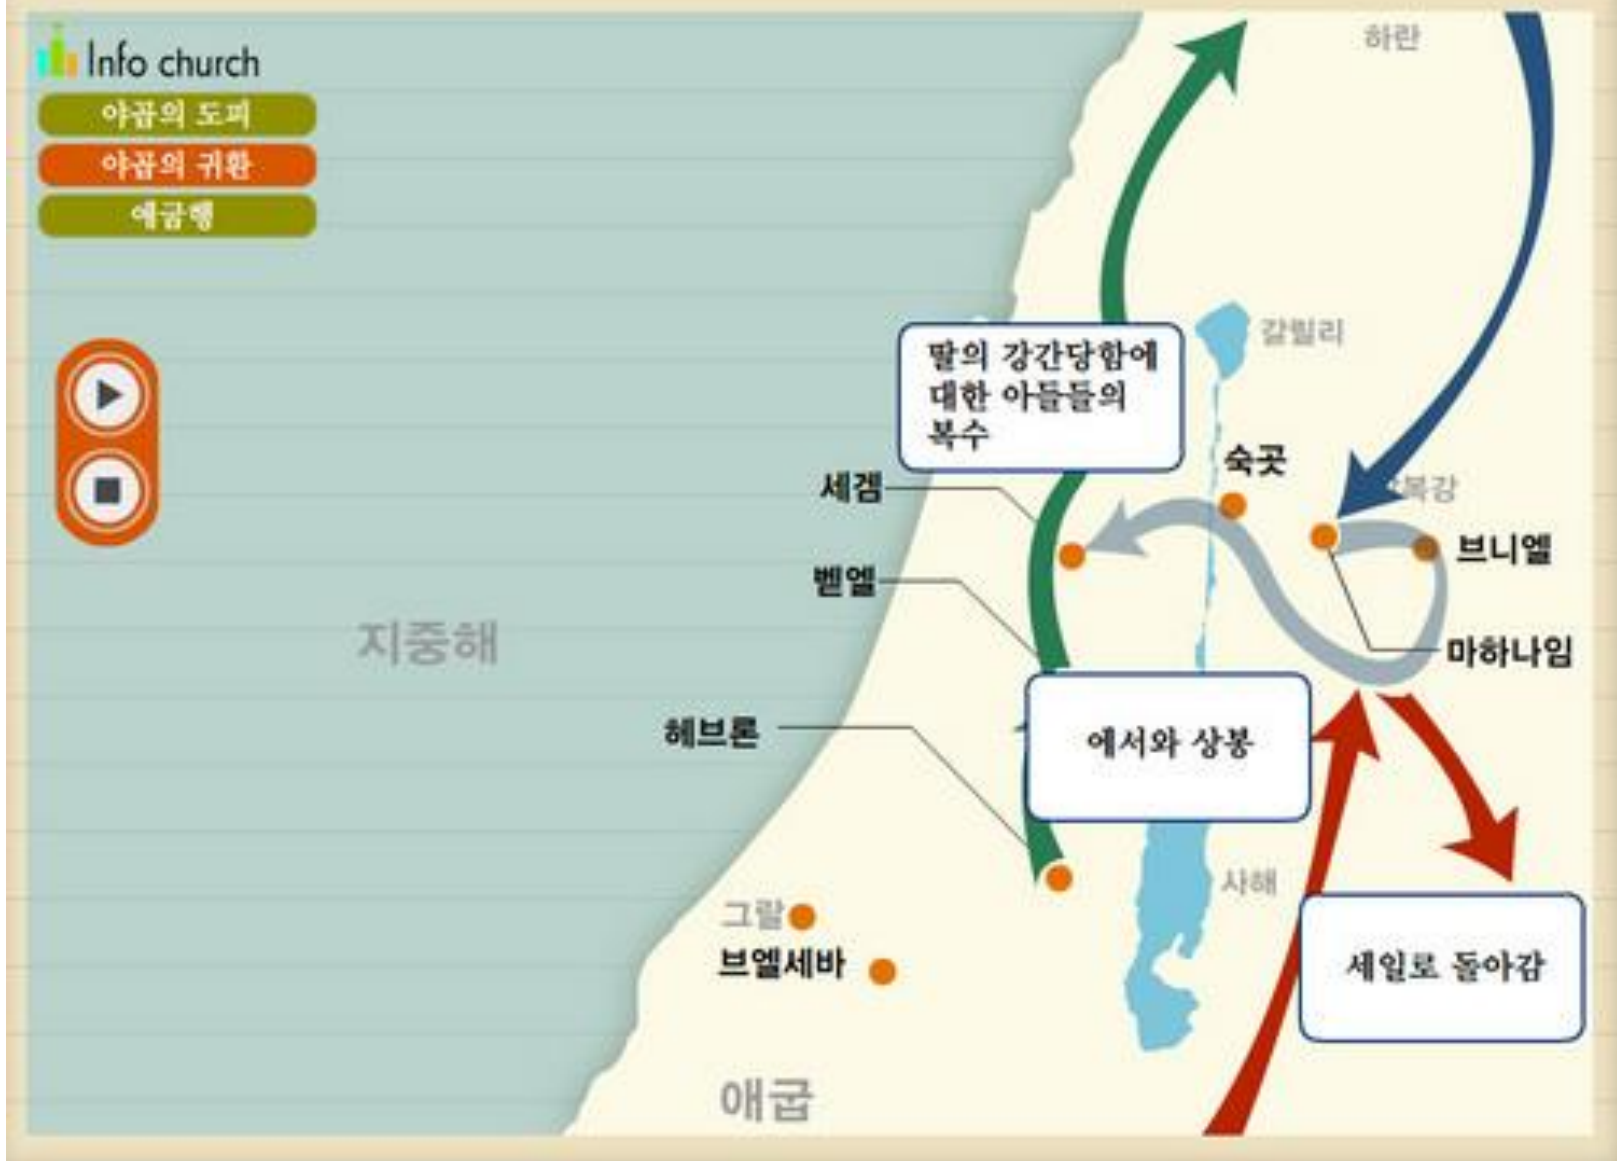 Info church
야곱의 도피
야곱의 귀환
애굽행
하란
갈릴리
딸의 강간당함에
대한 아들들의
복수
숙곳
세겜
복강
브니엘
벧엘
지중해
마하나임
헤브론
에서와 상봉
사해
그랄
브엘세바
세일로 돌아감
애굽